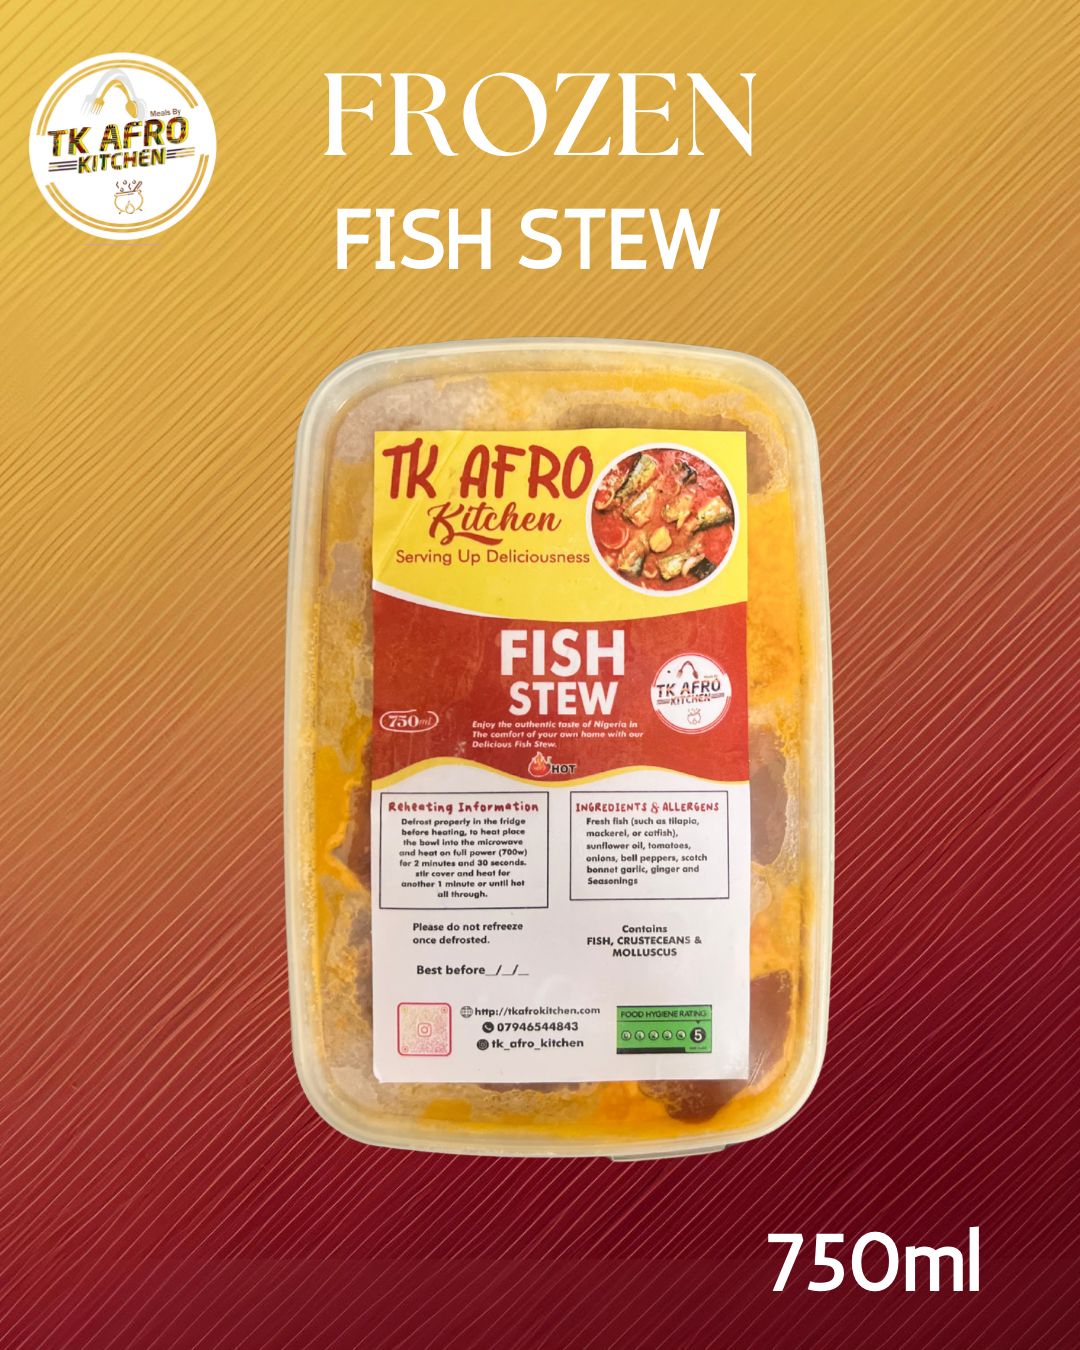 Meals By
TK AFRO
KITCHEN
FROZEN
FISH STEW
TK AFRO
Kitchen
Serving Up Deliciousness
FISH
STEW
750ml
Enjoy the authentic taste of Nigeria in
The comfort of your own home with our
Delicious Fish Stew.
HOT
TK AFRO
KITCHEN
Reheating Information
Defrost properly in the fridge
before heating, to heat place
the bowl into the microwave
and heat on full power (700w)
for 2 minutes and 30 seconds.
stir cover and heat for
another 1 minute or until hot
all through.
INGREDIENTS & ALLERGENS
Fresh fish (such as tilapia,
mackerel, or catfish),
sunflower oil, tomatoes,
onions, bell peppers, scotch
bonnet garlic, ginger and
Seasonings
Please do not refreeze
once defrosted.
Best before_/_/_
Contains
FISH, CRUSTECEANS &
MOLLUSCUS
http://tkafrokitchen.com
07946544843
tk_afro_kitchen
FOOD HYGIENE RATING
5
750ml